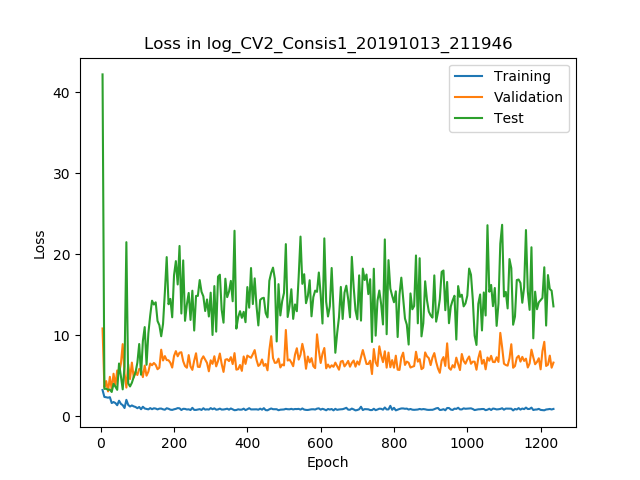 Loss in log_CV2_Consis1_20191013_211946
Training
Validation
Test
40
30
20
10
0
Loss
0 200 400 600 800 1000 1200
Epoch